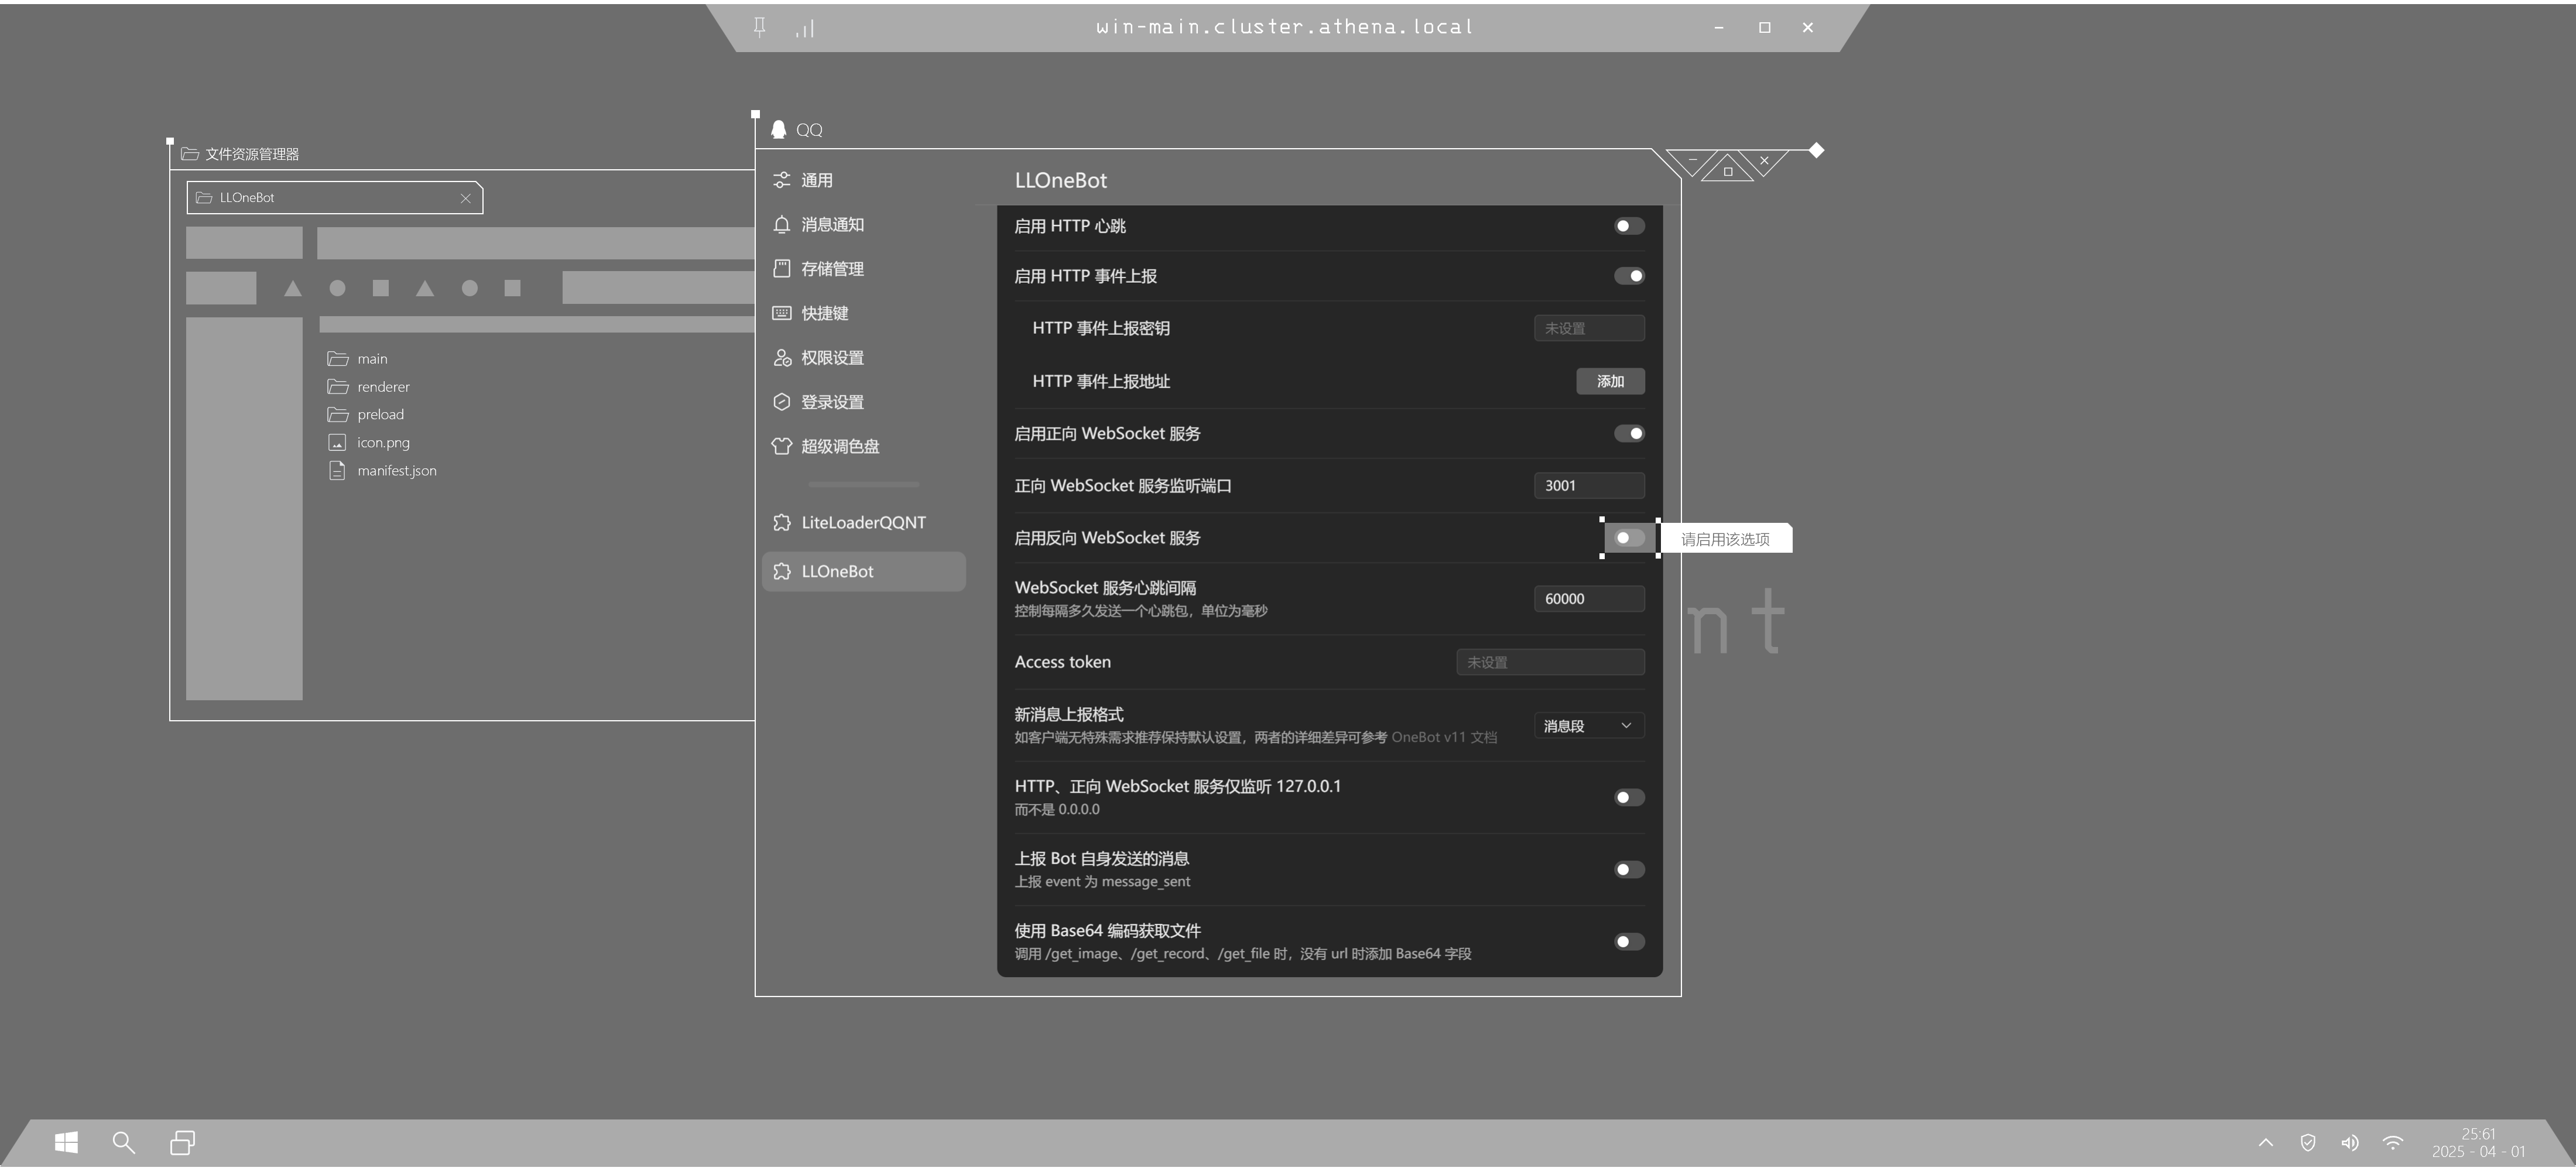 win-main.cluster.athena.local
文件资源管理器
LLOneBot
main
renderer
preload
icon.png
manifest.json
QQ
通用
消息通知
存储管理
快捷键
权限设置
登录设置
超级调色盘
LiteLoaderQQNT
LLOneBot
LLOneBot
启用 HTTP 心跳
启用 HTTP 事件上报
HTTP 事件上报密钥 未设置
HTTP 事件上报地址 添加
启用正向 WebSocket 服务
正向 WebSocket 服务监听端口 3001
启用反向 WebSocket 服务
请启用该选项
WebSocket 服务心跳间隔
控制每隔多久发送一个心跳包，单位为毫秒
60000
Access token 未设置
新消息上报格式
如客户端无特殊需求推荐保持默认设置，两者的详细差异可参考 OneBot v11 文档
消息段
HTTP、正向 WebSocket 服务仅监听 127.0.0.1
而不是 0.0.0.0
上报 Bot 自身发送的消息
上报 event 为 message_sent
使用 Base64 编码获取文件
调用 /get_image、/get_record、/get_file 时，没有 url 时添加 Base64 字段
nt
25:61
2025 - 04 - 01